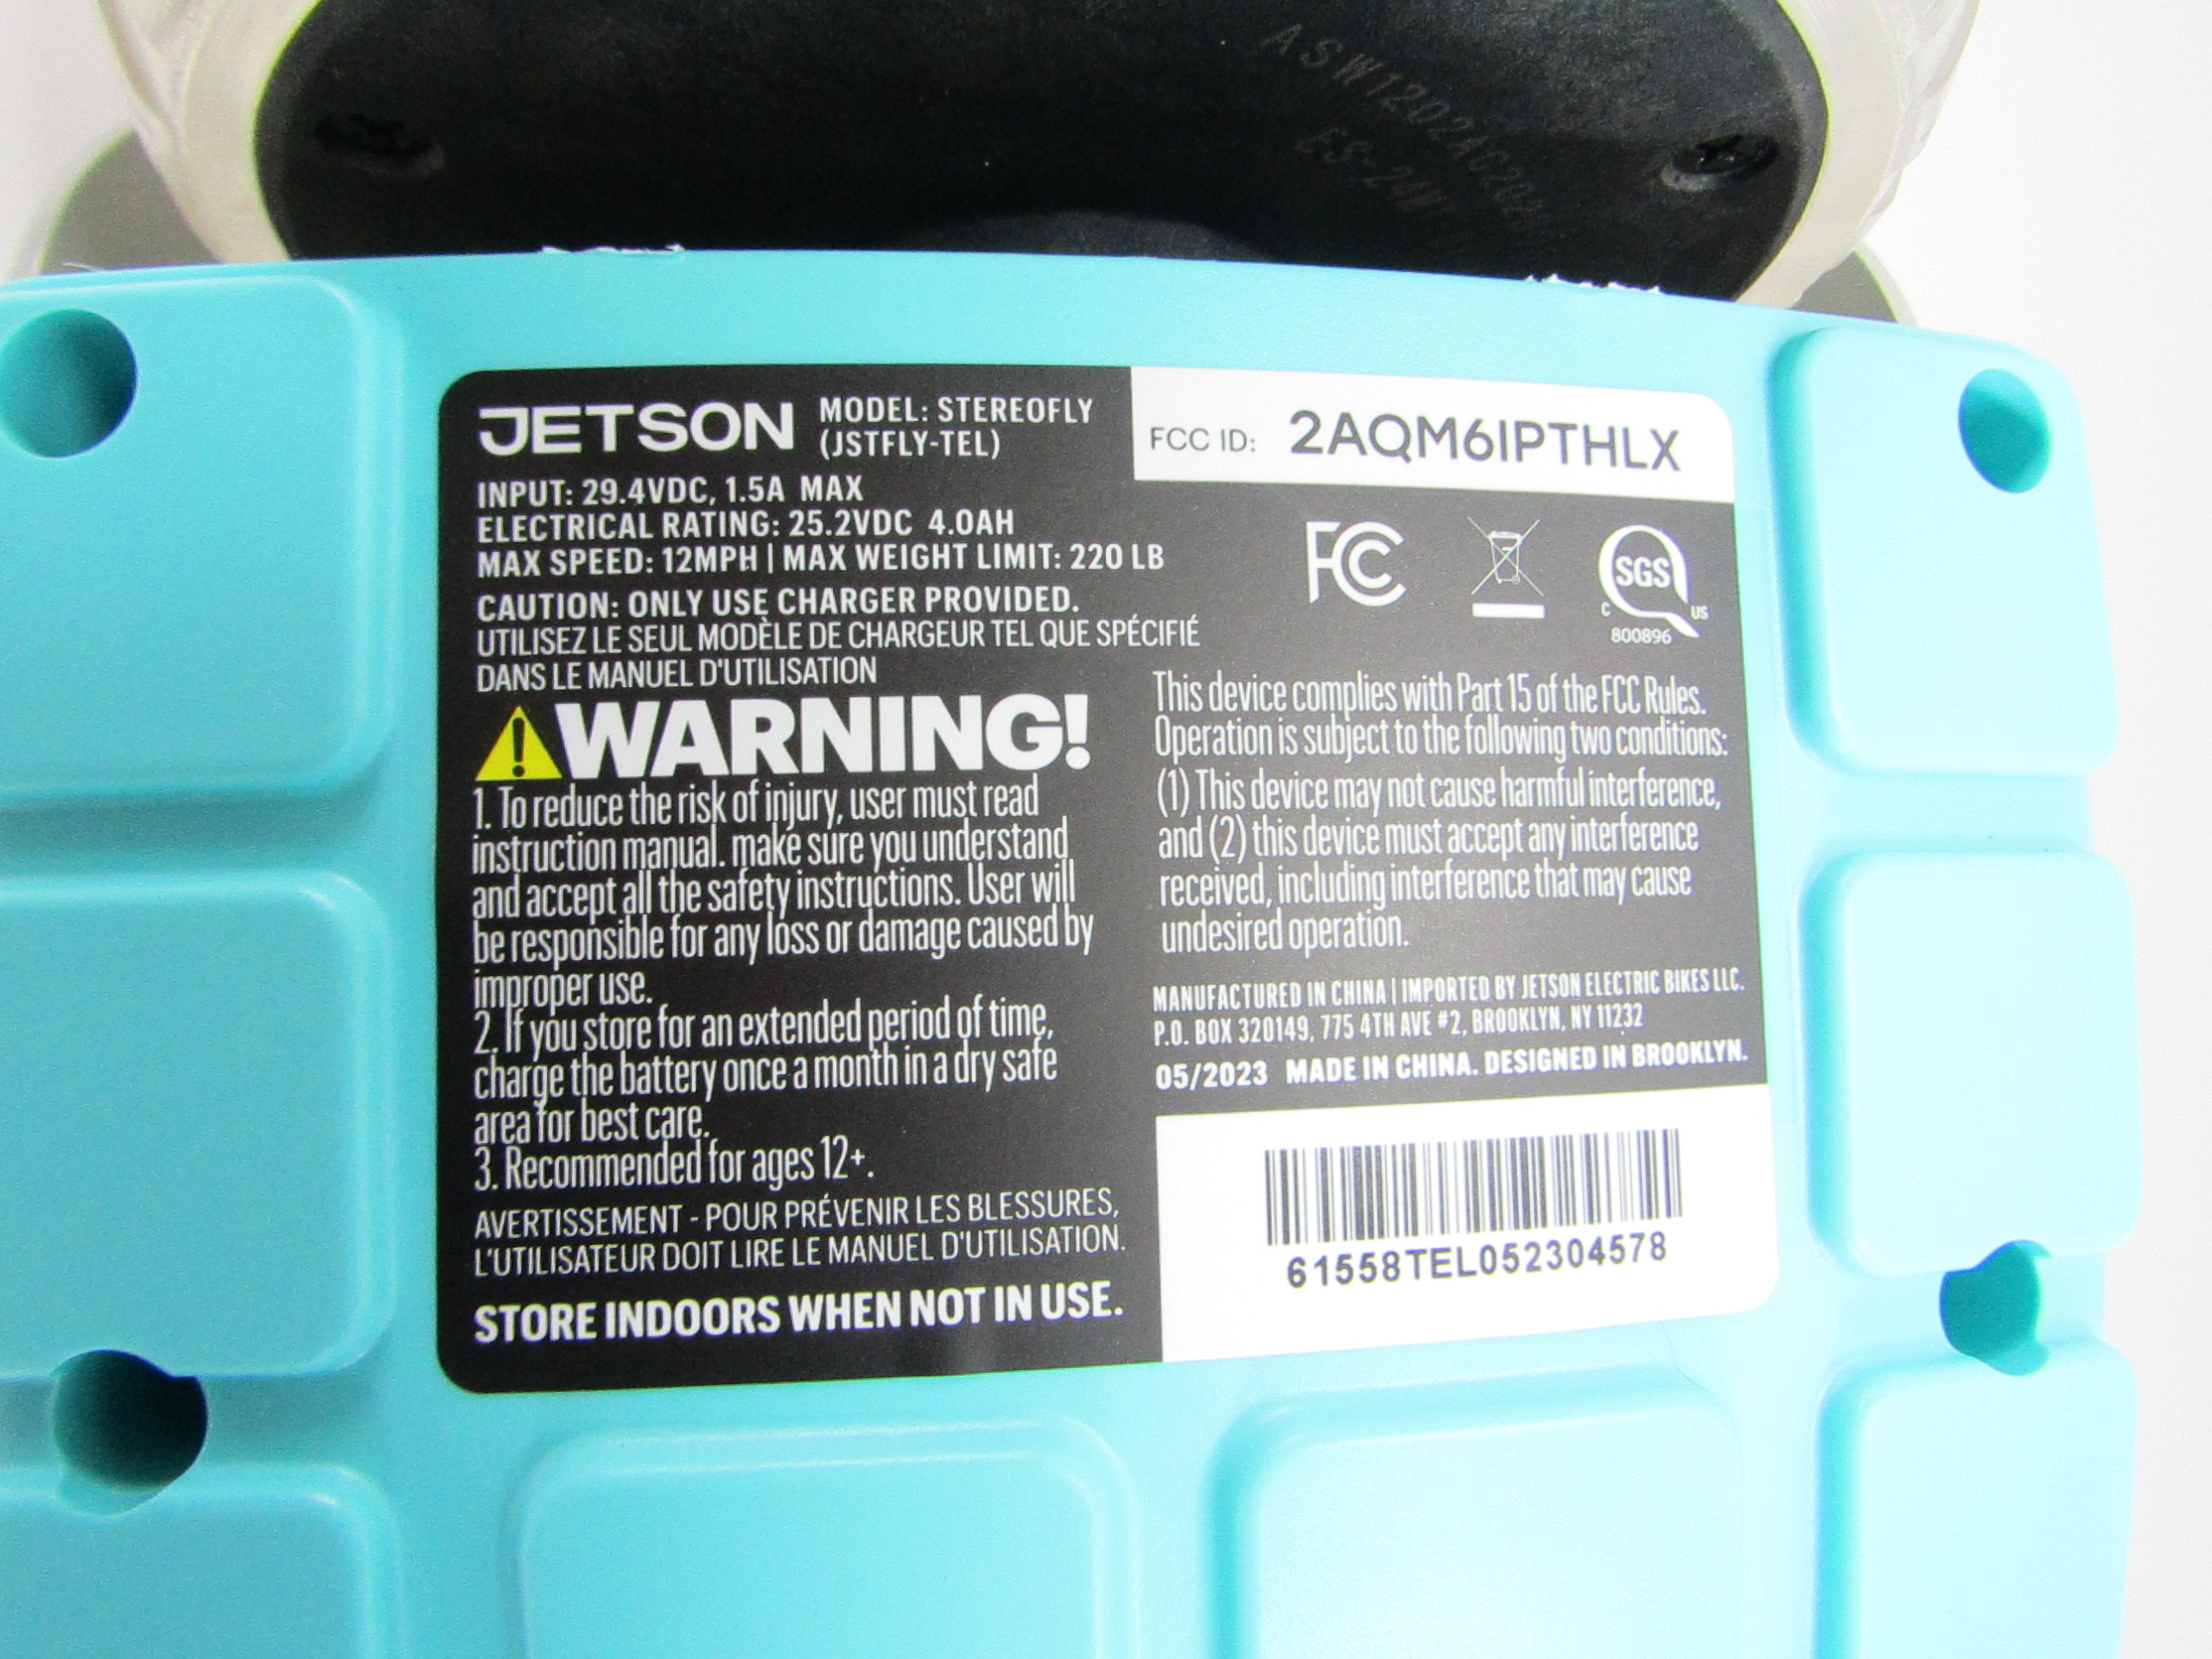 ASW1202AC202
ES-24W
JETSON
MODEL: STEREOFLY
(JSTFLY-TEL)
INPUT: 29.4VDC, 1.5A MAX
ELECTRICAL RATING: 25.2VDC 4.0AH
MAX SPEED: 12MPH | MAX WEIGHT LIMIT: 220 LB
CAUTION: ONLY USE CHARGER PROVIDED.
UTILISEZ LE SEUL MODÈLE DE CHARGEUR TEL QUE SPÉCIFIÉ
DANS LE MANUEL D'UTILISATION
WARNING!
1. To reduce the risk of injury, user must read
instruction manual. make sure you understand
and accept all the safety instructions. User will
be responsible for any loss or damage caused by
improper use.
2. If you store for an extended period of time,
charge the battery once a month in a dry safe
area for best care.
3. Recommended for ages 12+.
AVERTISSEMENT - POUR PRÉVENIR LES BLESSURES,
L'UTILISATEUR DOIT LIRE LE MANUEL D'UTILISATION.
STORE INDOORS WHEN NOT IN USE.
FCC ID: 2AQM6IPTHLX
FC
SGS
C US
800896
This device complies with Part 15 of the FCC Rules.
Operation is subject to the following two conditions:
(1) This device may not cause harmful interference,
and (2) this device must accept any interference
received, including interference that may cause
undesired operation.
MANUFACTURED IN CHINA | IMPORTED BY JETSON ELECTRIC BIKES LLC.
P.O. BOX 320149, 775 4TH AVE #2, BROOKLYN, NY 11232
05/2023 MADE IN CHINA. DESIGNED IN BROOKLYN.
61558TEL052304578